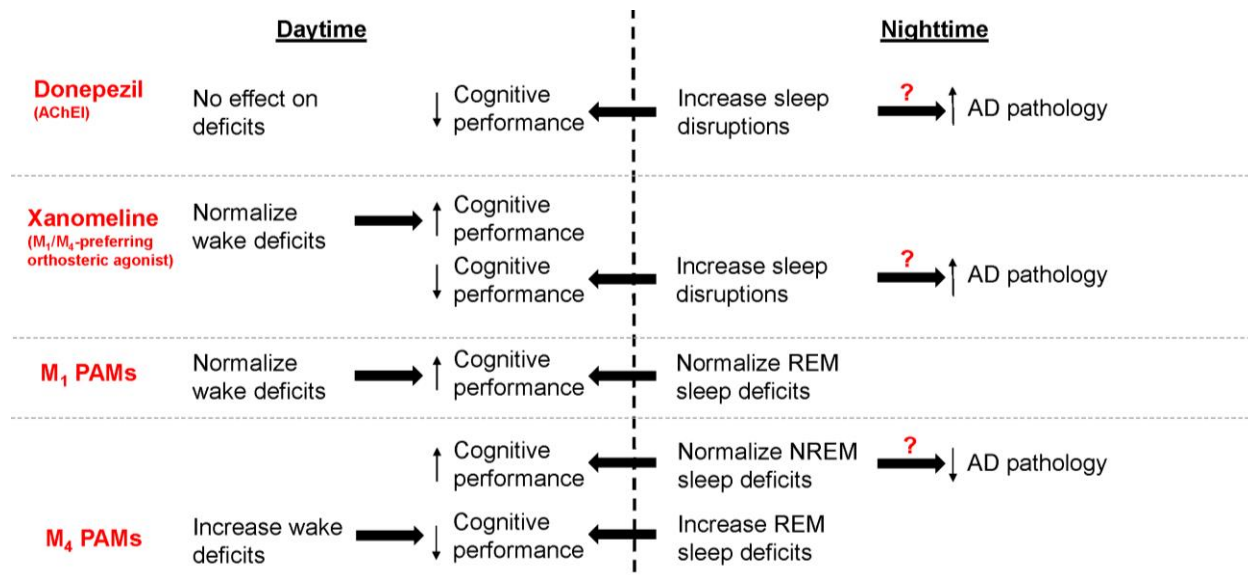 Daytime
Nighttime
Donepezil
(AChEI)
No effect on
deficits
↓ Cognitive
performance
Increase sleep
disruptions
?
↑ AD pathology
Xanomeline
(M₁/M₄-preferring
orthosteric agonist)
Normalize
wake deficits
↑ Cognitive
performance
↓ Cognitive
performance
Increase sleep
disruptions
?
↑ AD pathology
M₁ PAMs
Normalize
wake deficits
↑ Cognitive
performance
Normalize REM
sleep deficits
↑ Cognitive
performance
Normalize NREM
sleep deficits
?
↓ AD pathology
M₄ PAMs
Increase wake
deficits
↓ Cognitive
performance
Increase REM
sleep deficits